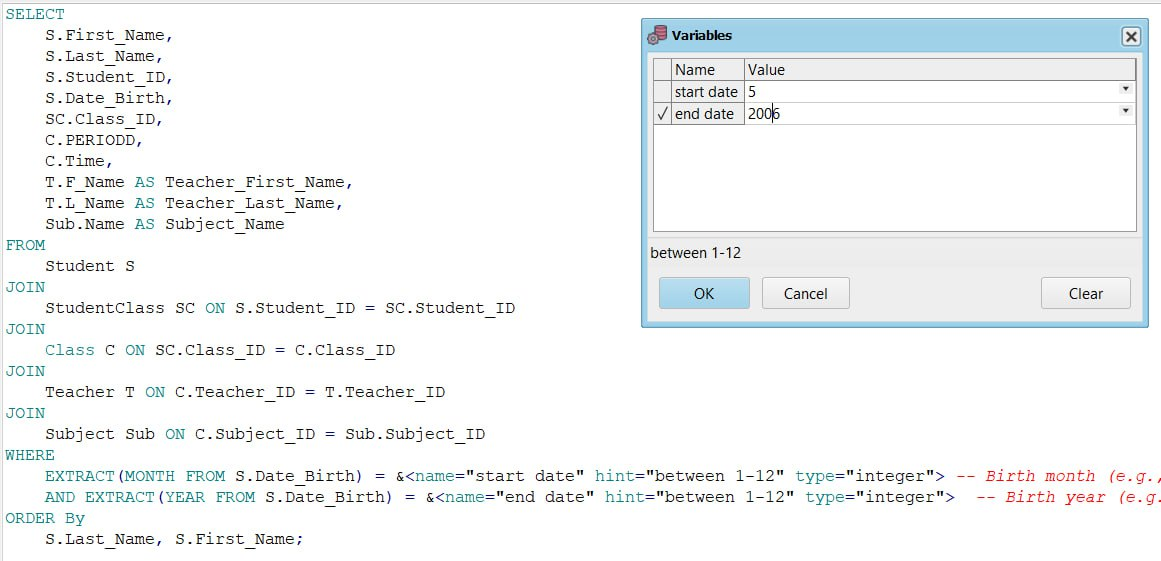 SELECT
S.First_Name,
S.Last_Name,
S.Student_ID,
S.Date_Birth,
SC.Class_ID,
C.PERIODD,
C.Time,
T.F_Name AS Teacher_First_Name,
T.L_Name AS Teacher_Last_Name,
Sub.Name AS Subject_Name
FROM
Student S
JOIN
StudentClass SC ON S.Student_ID = SC.Student_ID
JOIN
Class C ON SC.Class_ID = C.Class_ID
JOIN
Teacher T ON C.Teacher_ID = T.Teacher_ID
JOIN
Subject Sub ON C.Subject_ID = Sub.Subject_ID
WHERE
EXTRACT(MONTH FROM S.Date_Birth) = &<name="start date" hint="between 1-12" type="integer"> -- Birth month (e.g.,
AND EXTRACT(YEAR FROM S.Date_Birth) = &<name="end date" hint="between 1-12" type="integer">  -- Birth year (e.g.
ORDER By
S.Last_Name, S.First_Name;
Variables
Name Value
start date 5
✓ end date 2006
between 1-12
OK Cancel Clear